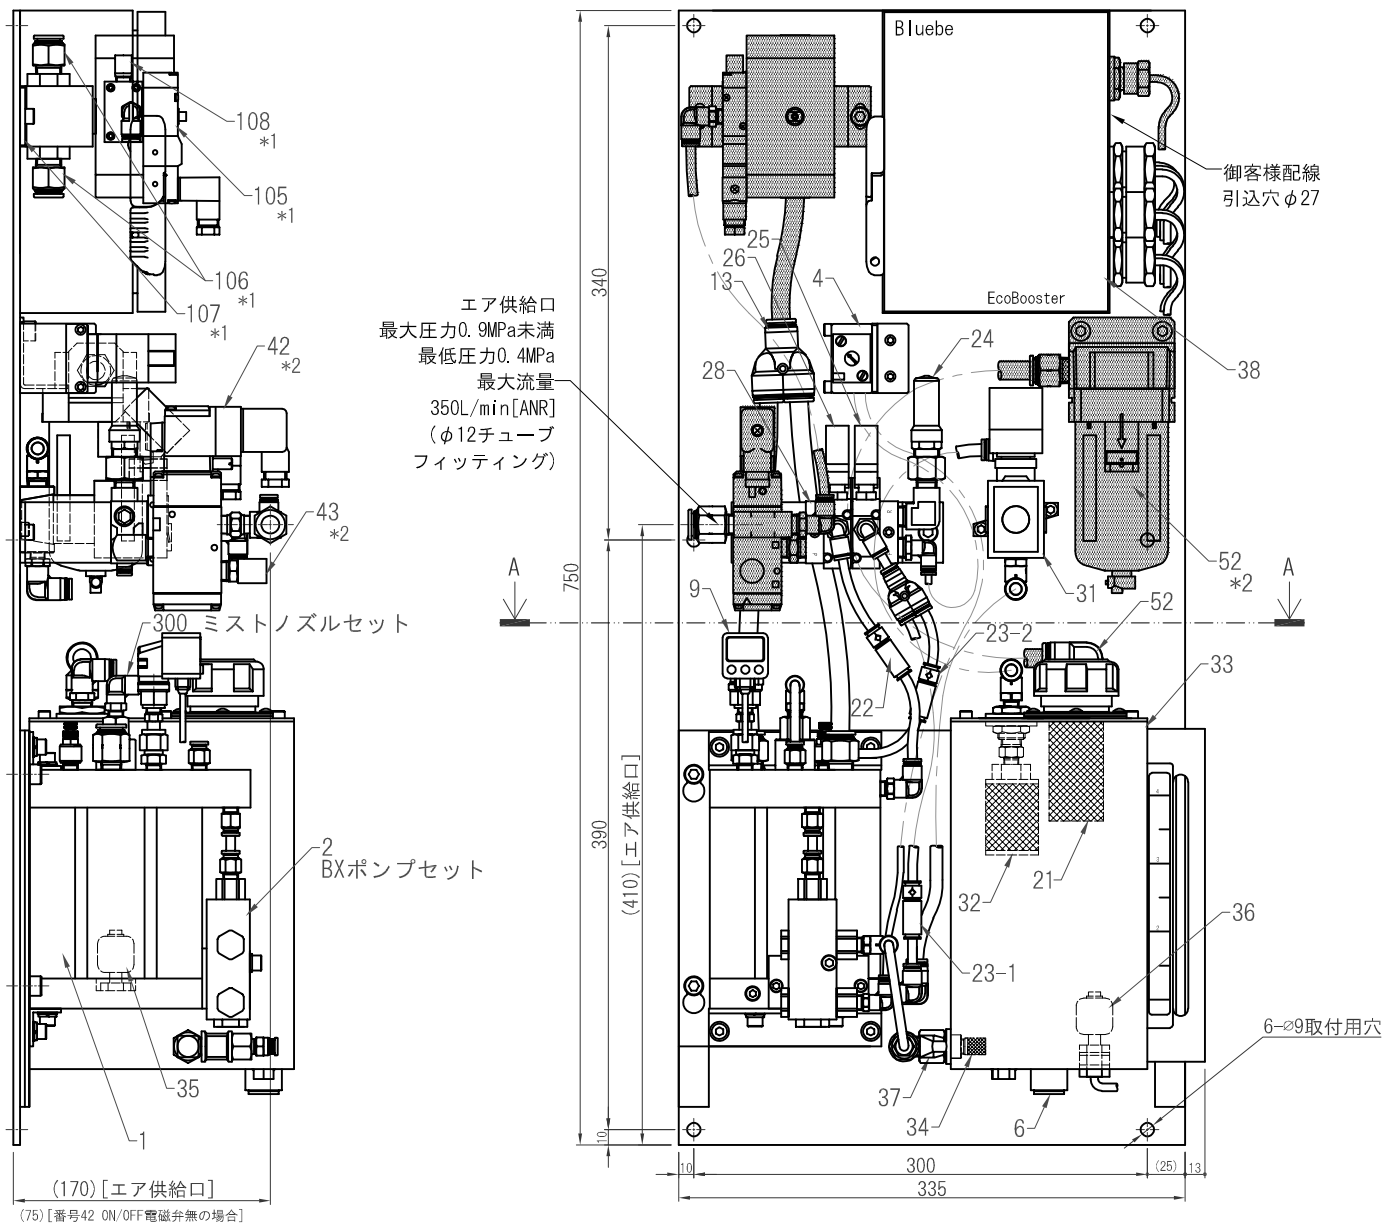 Bluebe
EcoBooster
御客様配線
引込穴φ27
108
*1
105
*1
106
*1
107
*1
42
*2
43
*2
300 ミストノズルセット
2
BXポンプセット
35
1
(170)[エア供給口]
(75)[番号42 ON/OFF電磁弁無の場合]
エア供給口
最大圧力0.9MPa未満
最低圧力0.4MPa
最大流量
350L/min[ANR]
(φ12チューブ
フィッティング)
25
26
13
4
28
24
38
9
31
52
*2
A
A
52
23-2
33
22
32
21
36
23-1
37
34
6
6-⌀9取付用穴
340
750
390
(410)[エア供給口]
10
10
300
(25)
13
335
4
3
2
1